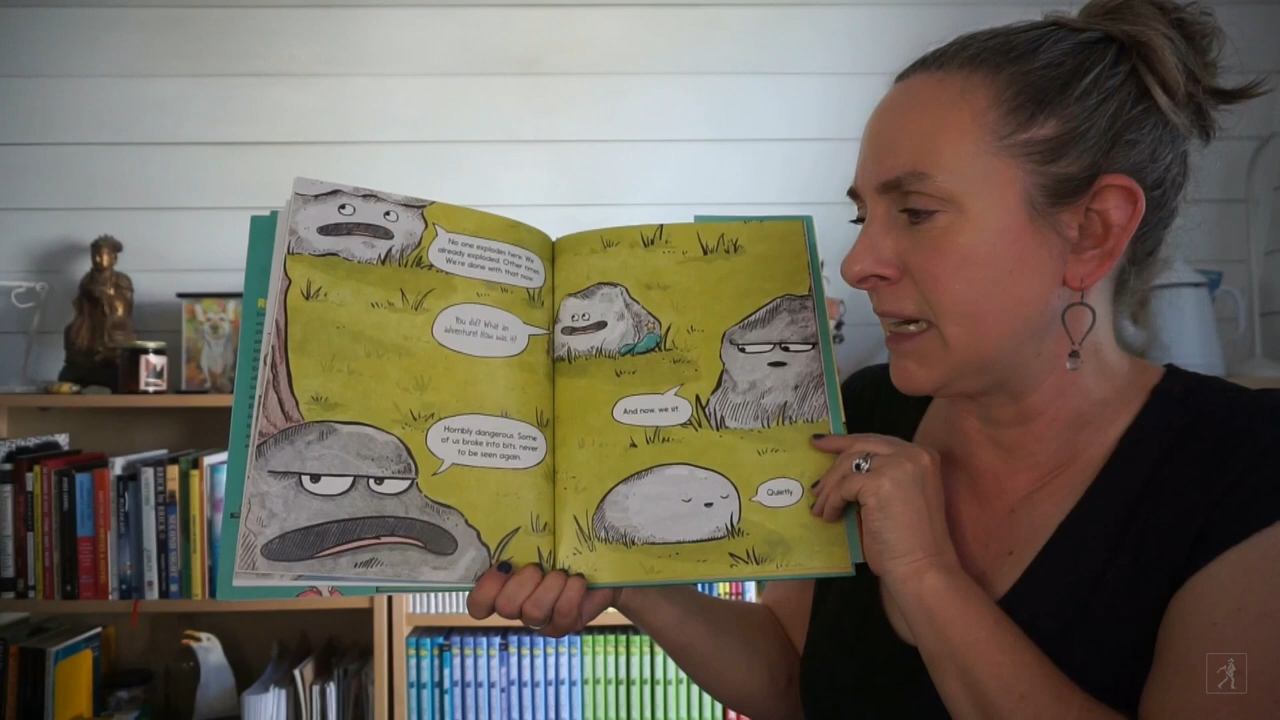 No one explodes here. We
already exploded. Other times.
We're done with that now.
You did? What an
adventure! How was it?
Horribly dangerous. Some
of us broke into bits, never
to be seen again.
And now, we sit.
Quietly.